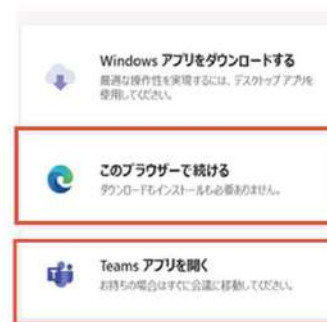 Windows アプリをダウンロードする
最適な操作性を実現するには、デスクトップ アプリを
使用してください。
このブラウザーで続ける
ダウンロードもインストールも必要ありません。
Teams アプリを開く
お持ちの場合はすぐに会議に移動してください。